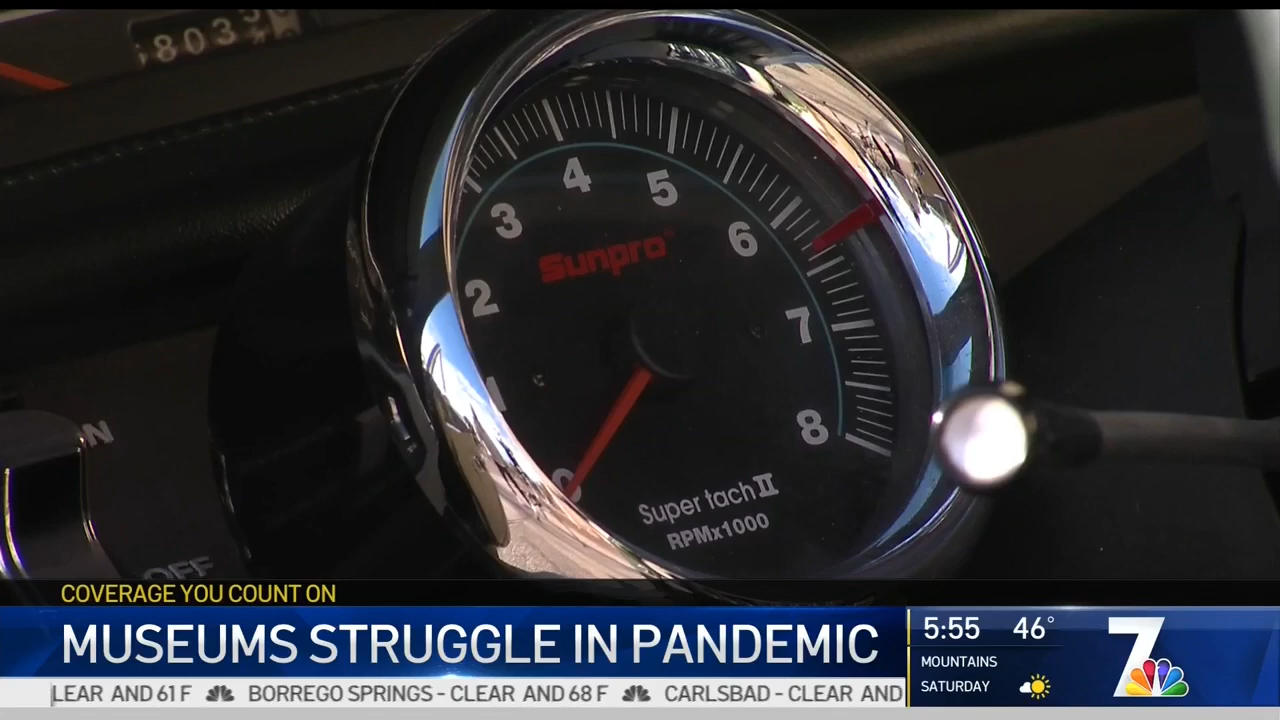 4
5
3
6
Sunpro®
2
7
1
8
0
Super tach II
RPMx1000
OFF
COVERAGE YOU COUNT ON
MUSEUMS STRUGGLE IN PANDEMIC
5:55 46°
MOUNTAINS
SATURDAY
7
LEAR AND 61 F BORREGO SPRINGS - CLEAR AND 68 F CARLSBAD - CLEAR AND